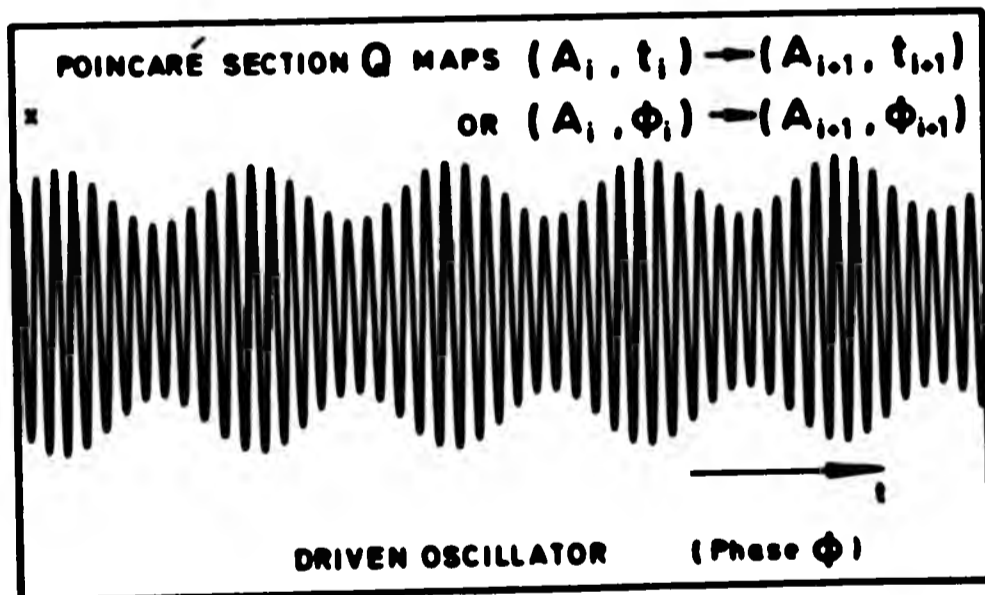 POINCARÉ SECTION Q MAPS (Aᵢ, tᵢ) → (Aᵢ₊₁, tᵢ₊₁)
x
OR (Aᵢ, Φᵢ) → (Aᵢ₊₁, Φᵢ₊₁)
t
DRIVEN OSCILLATOR (Phase Φ)